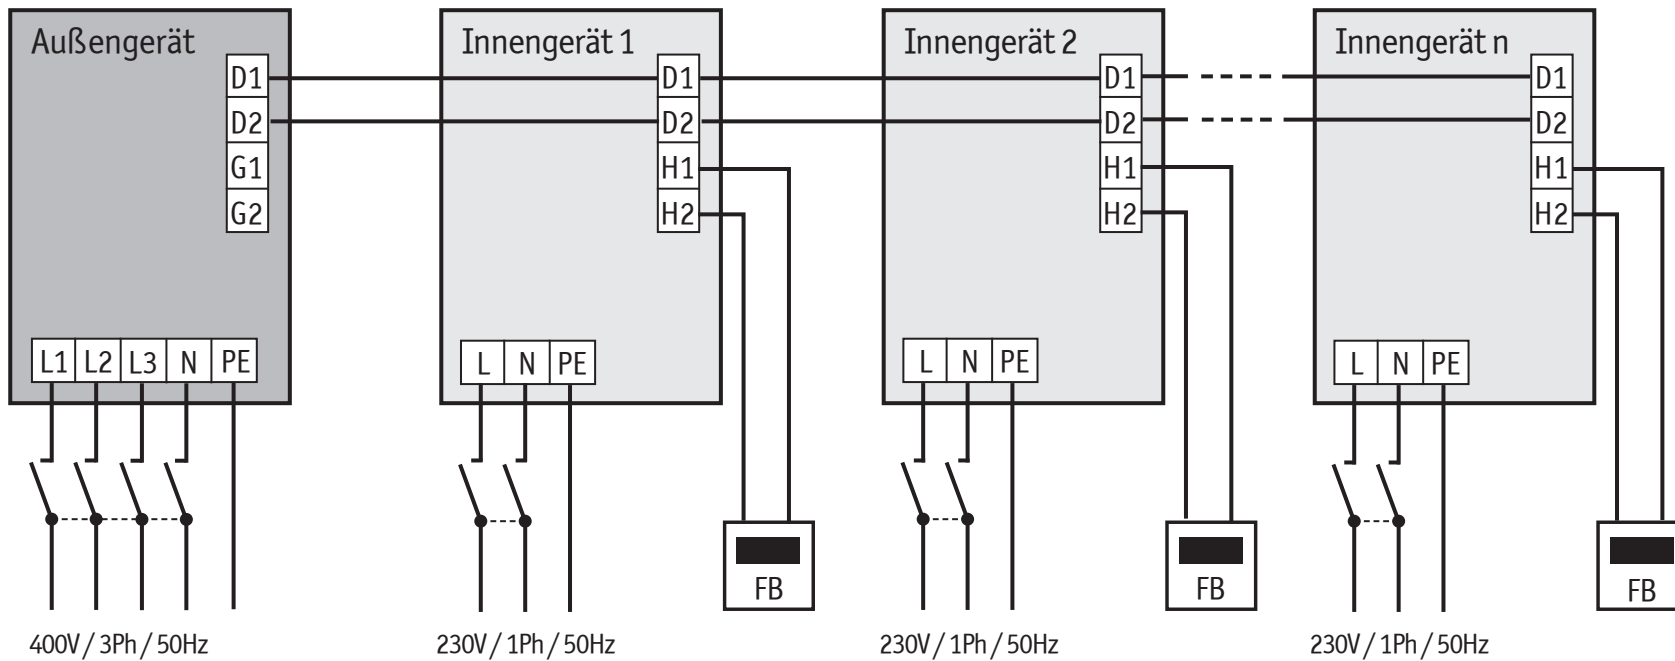 Außengerät
D1
D2
G1
G2
L1 L2 L3 N PE
400V/3Ph/50Hz
Innengerät 1
D1
D2
H1
H2
L N PE
FB
230V/1Ph/50Hz
Innengerät 2
D1
D2
H1
H2
L N PE
FB
230V/1Ph/50Hz
Innengerät n
D1
D2
H1
H2
L N PE
FB
230V/1Ph/50Hz